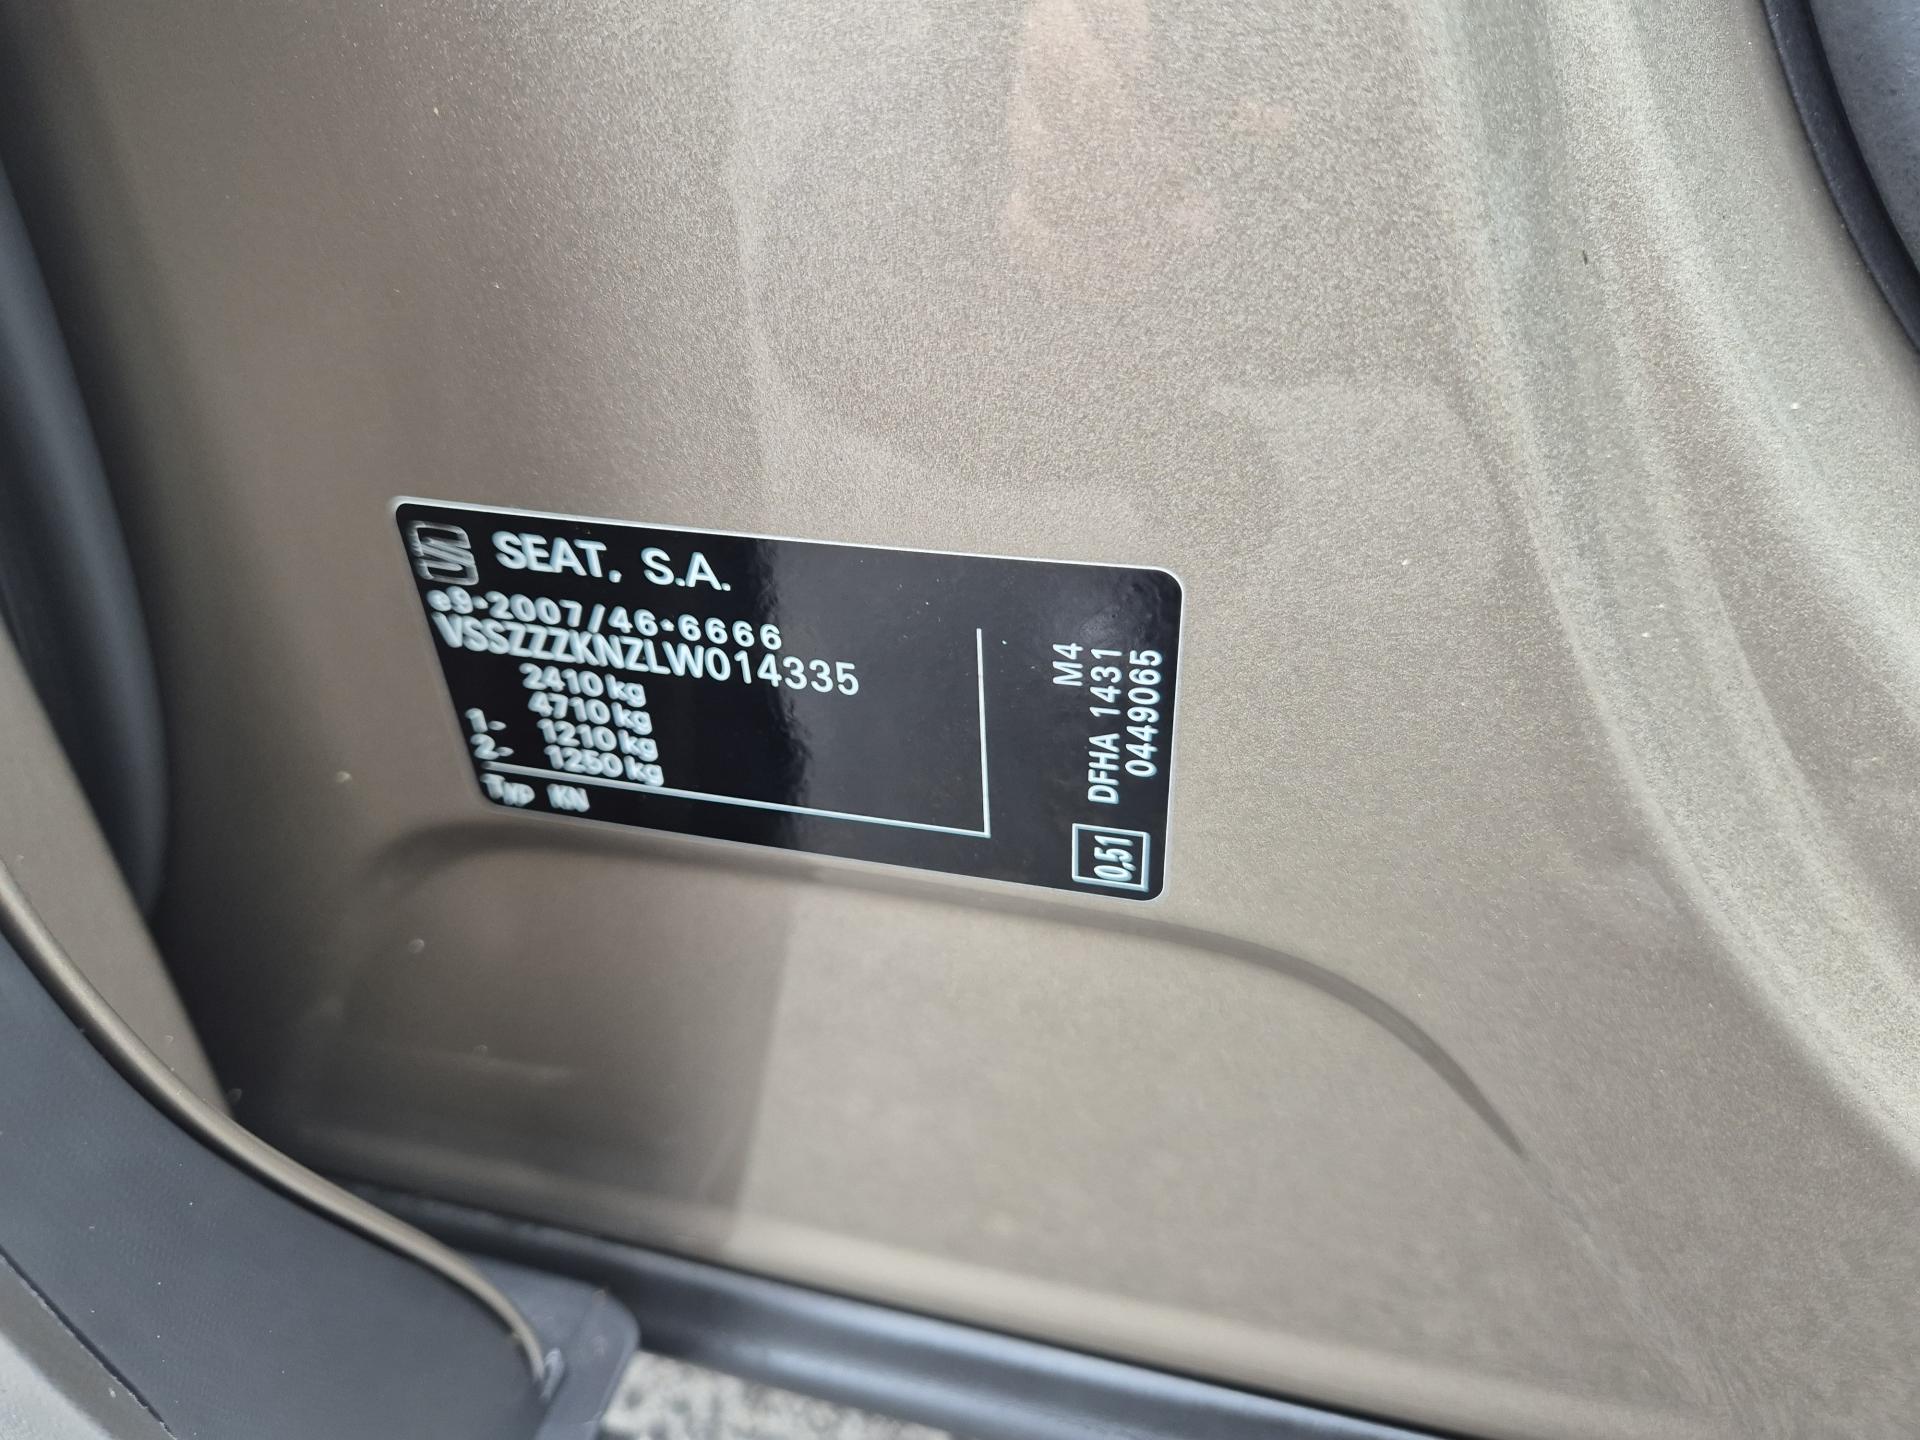 SEAT, S.A.
e9*2007/46*6666
VSSZZZKNZLW014335
2410 kg
4710 kg
1- 1210 kg
2- 1250 kg
Typ KN
M4
DFHA 1431
0449065
0,51